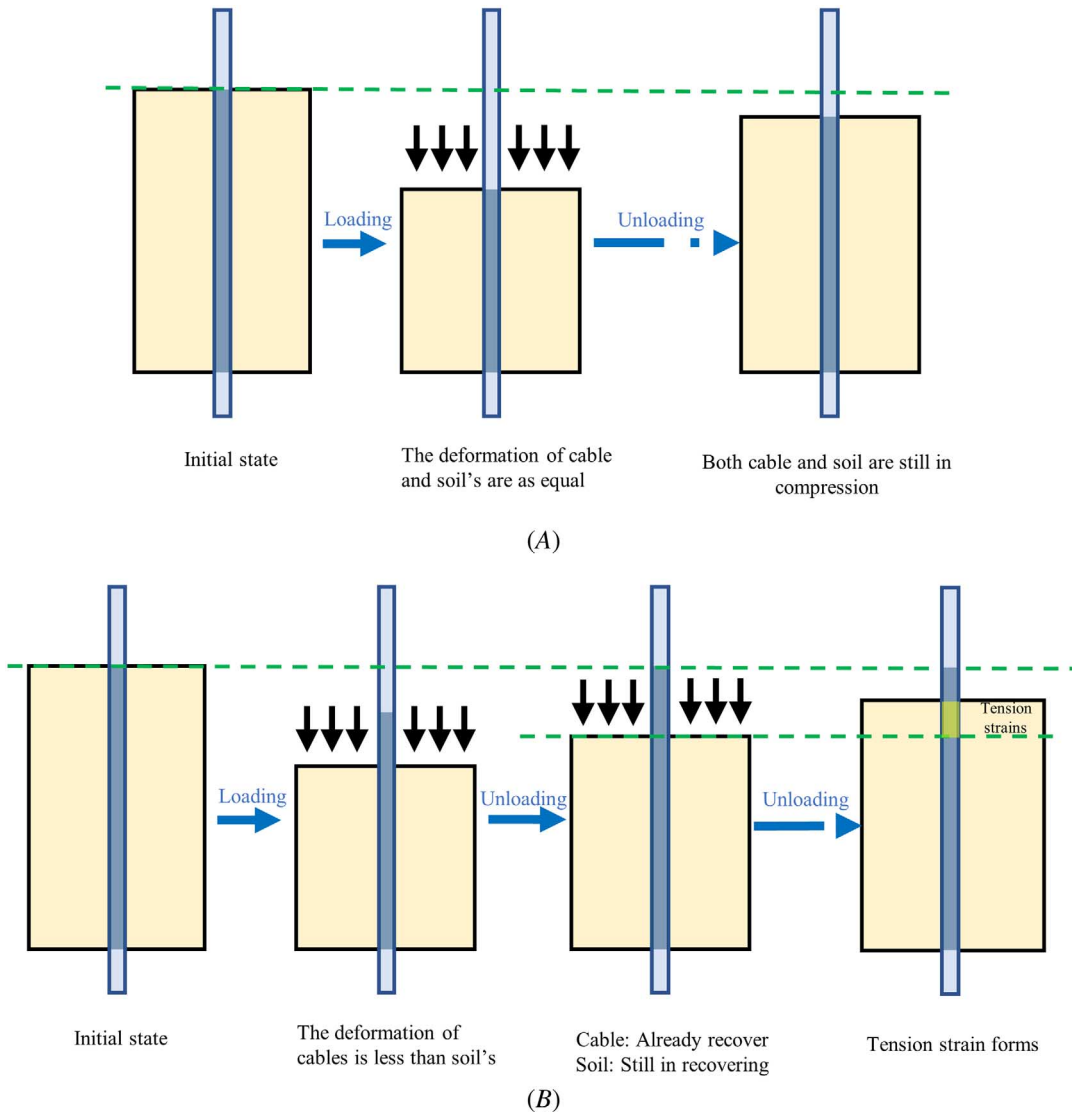 Loading
Unloading
Initial state
The deformation of cable
and soil's are as equal
Both cable and soil are still in
compression
(A)
Tension
strains
Loading
Unloading
Unloading
Initial state
The deformation of
cables is less than soil's
Cable: Already recover
Soil: Still in recovering
Tension strain forms
(B)